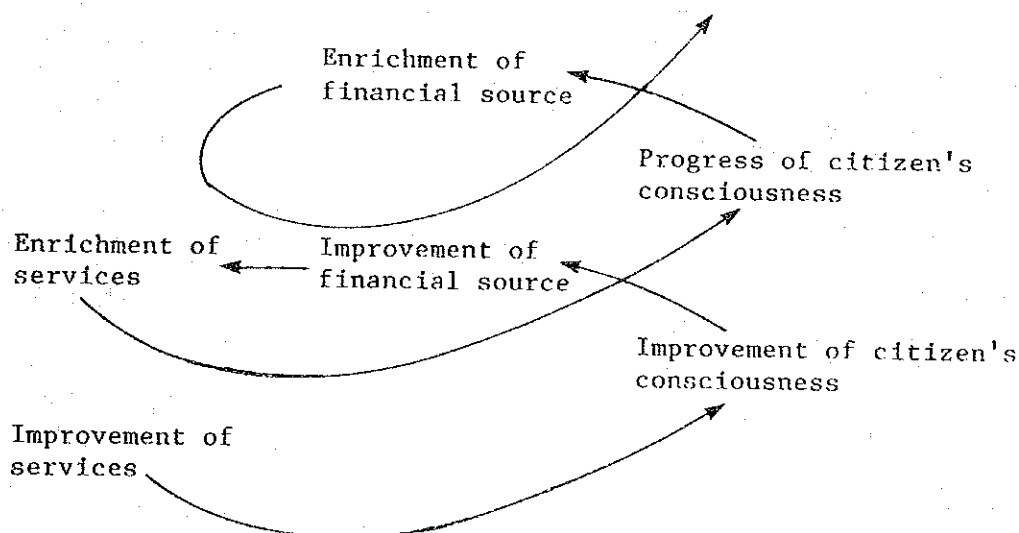 Enrichment of
financial source
Progress of citizen's
consciousness
Enrichment of
services
Improvement of
financial source
Improvement of citizen's
consciousness
Improvement of
services